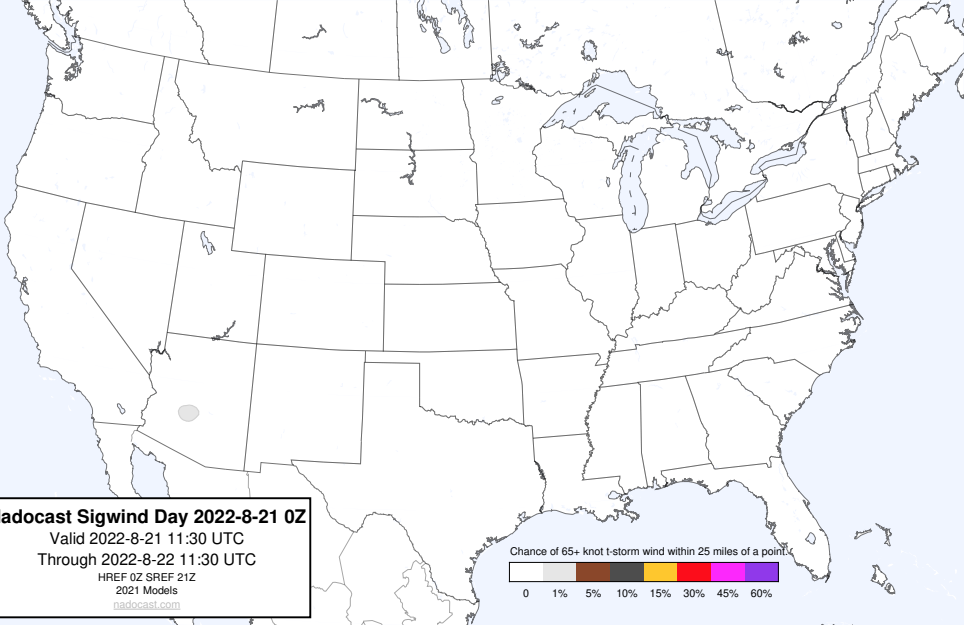 adocast Sigwind Day 2022-8-21 0Z
Valid 2022-8-21 11:30 UTC
Through 2022-8-22 11:30 UTC
HREF 0Z SREF 21Z
2021 Models
nadocast.com
Chance of 65+ knot t-storm wind within 25 miles of a point.
0 1% 5% 10% 15% 30% 45% 60%